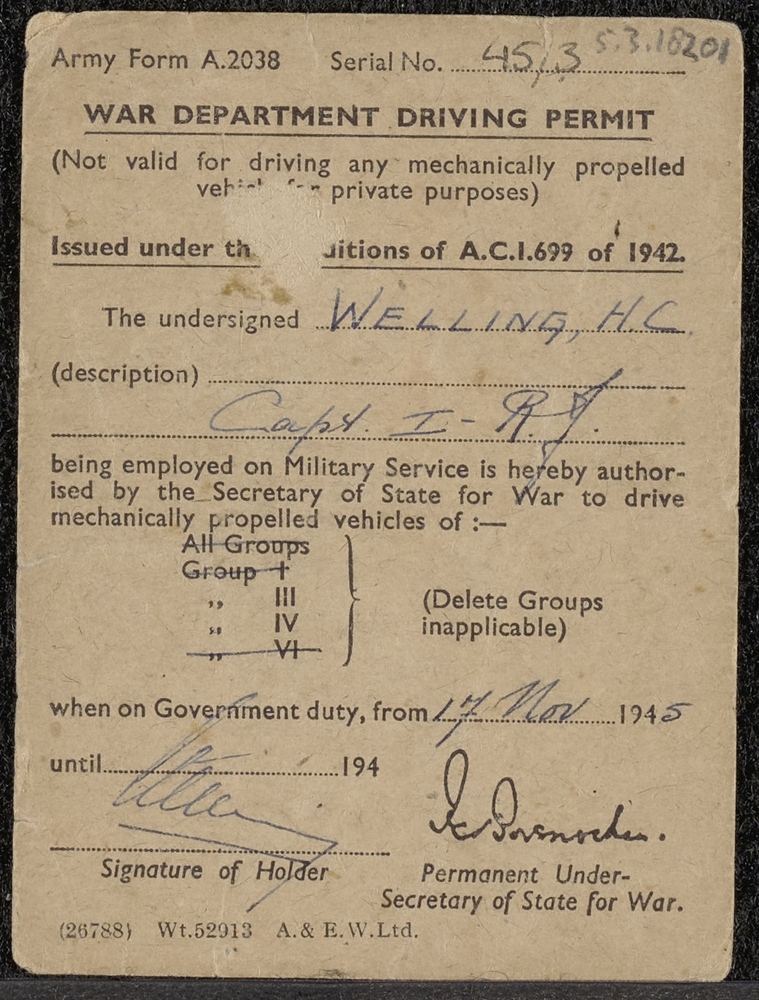 Army Form A.2038 Serial No. 45/3 5.3.18201
WAR DEPARTMENT DRIVING PERMIT
(Not valid for driving any mechanically propelled
private purposes)
Issued under ditions of A.C.I.699 of 1942.
The undersigned WELLING, H.C.
(description)
Capt. I-
being employed on Military Service is hereby author-
ised by the Secretary of State for War to drive
mechanically propelled vehicles of :—
All Groups
Group I
„ III (Delete Groups
„ IV inapplicable)
„ VI
when on Government duty, from 17 Nov 1945
until 194
Signature of Holder Permanent Under-
Secretary of State for War.
(26788) Wt.52913 A. & E.W.Ltd.